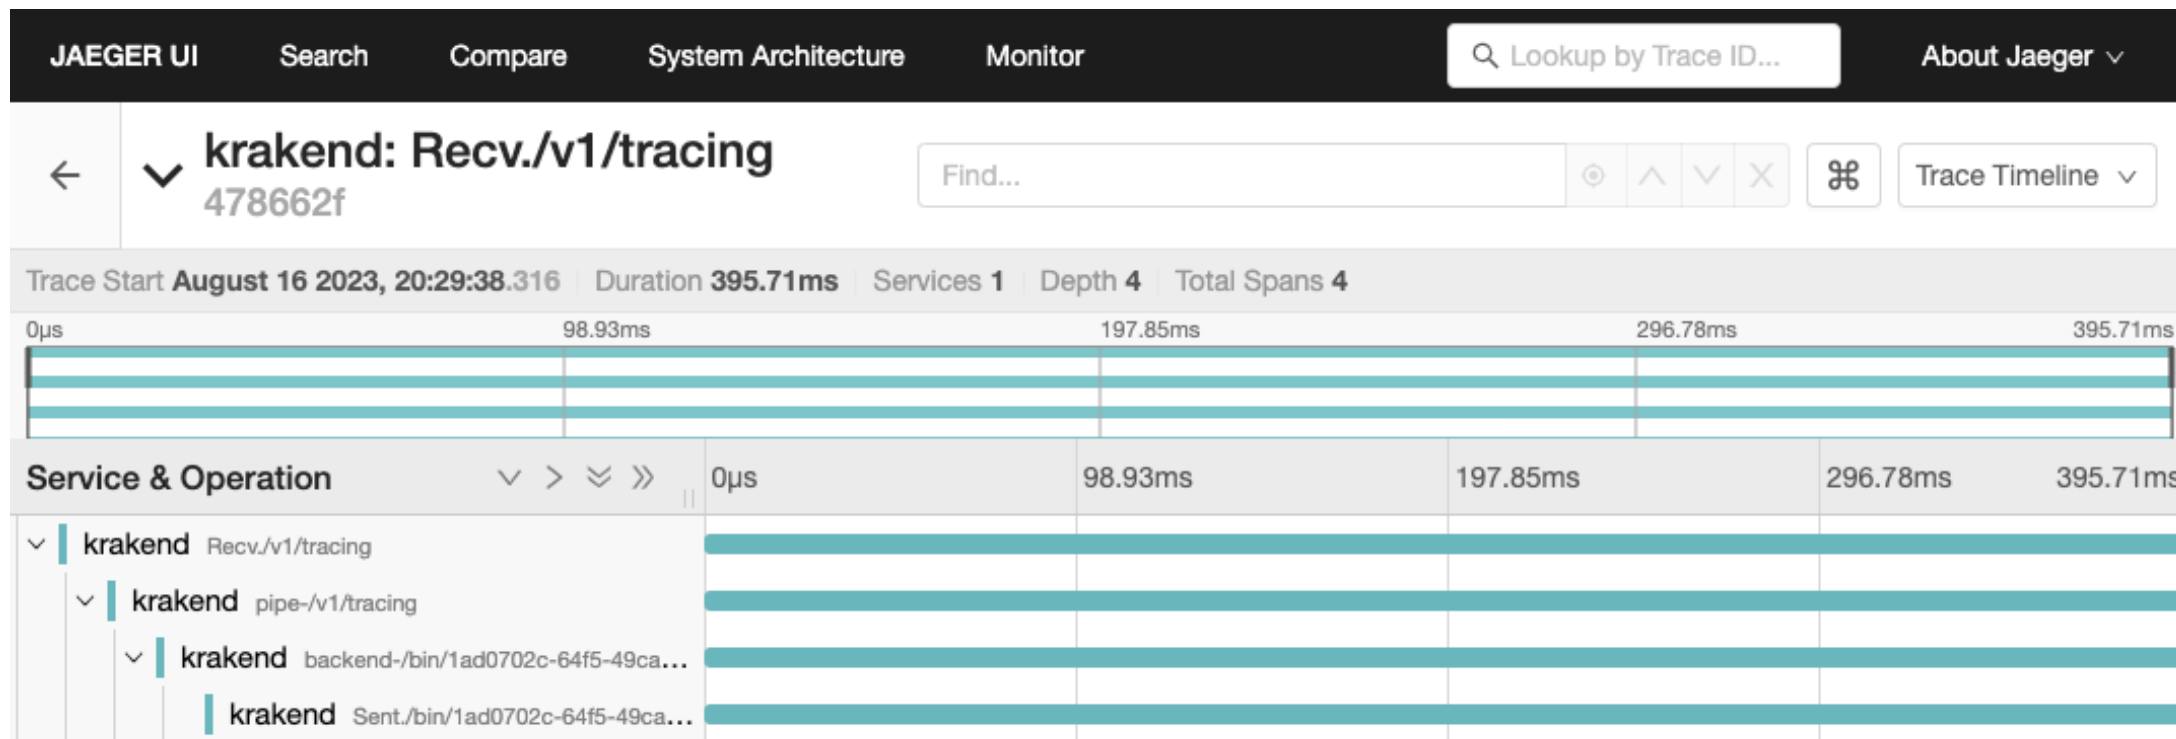 JAEGER UI Search Compare System Architecture Monitor Lookup by Trace ID... About Jaeger
krakend: Recv./v1/tracing
478662f
Find...
Trace Timeline
Trace Start August 16 2023, 20:29:38.316 Duration 395.71ms Services 1 Depth 4 Total Spans 4
0μs 98.93ms 197.85ms 296.78ms 395.71ms
Service & Operation 0μs 98.93ms 197.85ms 296.78ms 395.71ms
krakend Recv./v1/tracing
krakend pipe-/v1/tracing
krakend backend-/bin/1ad0702c-64f5-49ca...
krakend Sent./bin/1ad0702c-64f5-49ca...